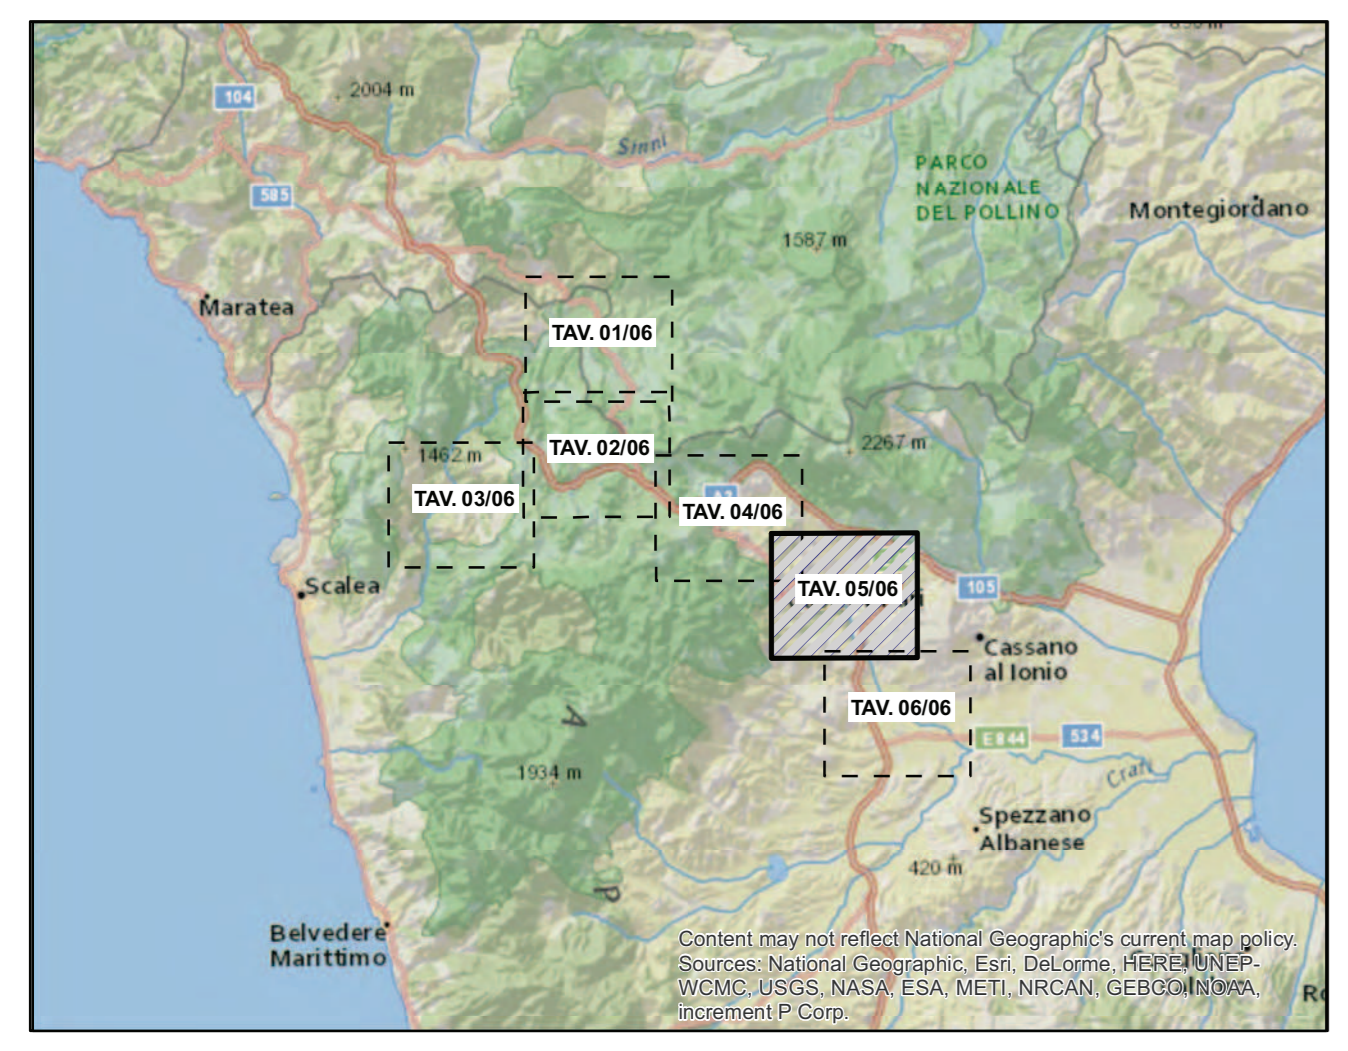 104
2004 m
Sinni
585
PARCO
NAZIONALE
DEL POLLINO
Montegiordano
1587 m
Maratea
TAV. 01/06
TAV. 02/06
2267 m
1462 m
TAV. 03/06
TAV. 04/06
TAV. 05/06
105
Scalea
Cassano
al Ionio
TAV. 06/06
E844
534
A
1934 m
Crati
Spezzano
Albanese
420 m
P
Belvedere
Marittimo
Content may not reflect National Geographic's current map policy.
Sources: National Geographic, Esri, DeLorme, HERE, UNEP-
WCMC, USGS, NASA, ESA, METI, NRCAN, GEBCO, NOAA,
increment P Corp.